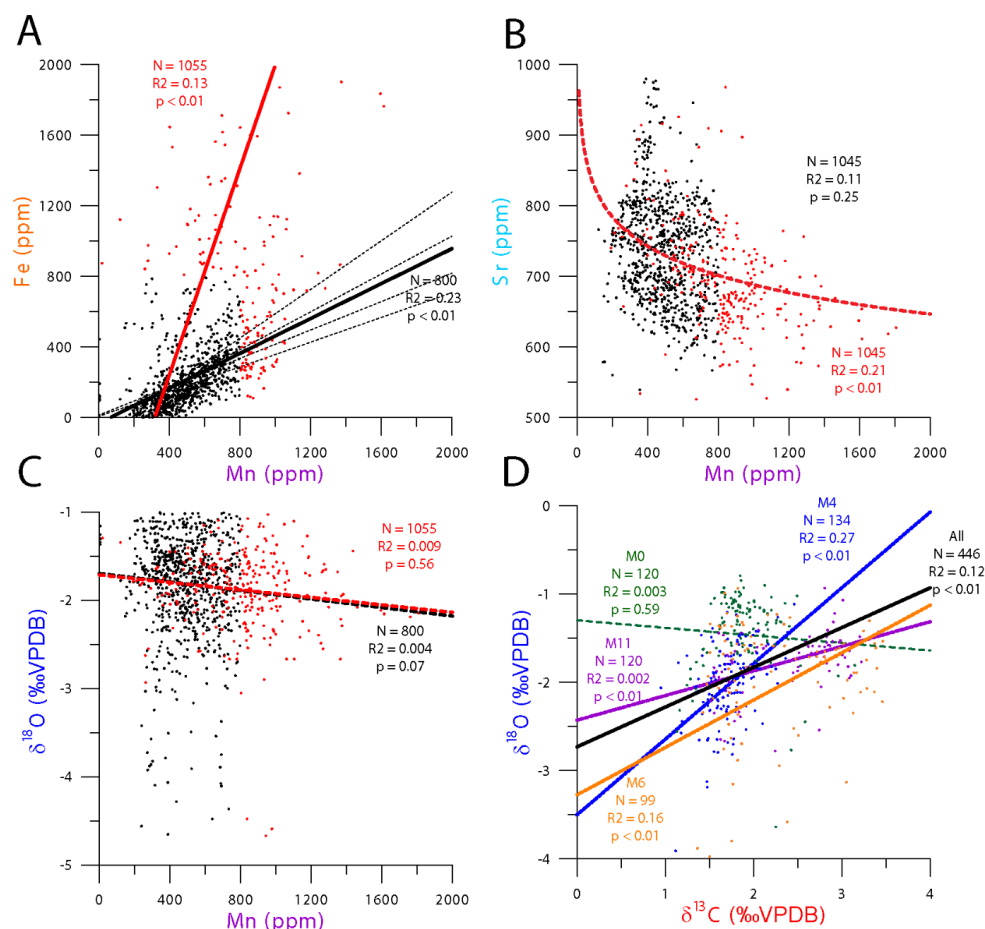 A
2000
1600
1200
800
400
0
Fe (ppm)
N = 1055
R2 = 0.13
p < 0.01
N = 800
R2 = 0.23
p < 0.01
0
400
800
1200
1600
2000
Mn (ppm)
B
1000
900
800
700
600
500
Sr (ppm)
N = 1045
R2 = 0.11
p = 0.25
N = 1045
R2 = 0.21
p < 0.01
0
400
800
1200
1600
2000
Mn (ppm)
C
-1
-2
-3
-4
-5
δ18O (‰VPDB)
N = 1055
R2 = 0.009
p = 0.56
N = 800
R2 = 0.004
p = 0.07
0
400
800
1200
1600
2000
Mn (ppm)
D
0
-1
-2
-3
-4
δ18O (‰VPDB)
M4
N = 134
R2 = 0.27
p < 0.01
All
N = 446
R2 = 0.12
p < 0.01
M0
N = 120
R2 = 0.003
p = 0.59
M11
N = 120
R2 = 0.002
p < 0.01
M6
N = 99
R2 = 0.16
p < 0.01
0
1
2
3
4
δ13C (‰VPDB)